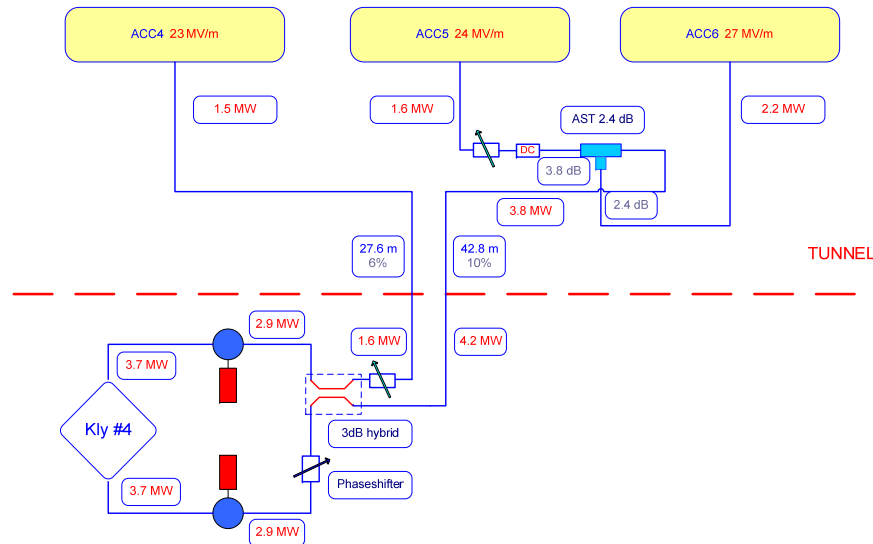 ACC4 23 MV/m
ACC5 24 MV/m
ACC6 27 MV/m
1.5 MW
1.6 MW
AST 2.4 dB
2.2 MW
DC
3.8 dB
2.4 dB
3.8 MW
27.6 m
6%
42.8 m
10%
TUNNEL
2.9 MW
3.7 MW
1.6 MW
4.2 MW
Kly #4
3dB hybrid
Phaseshifter
3.7 MW
2.9 MW